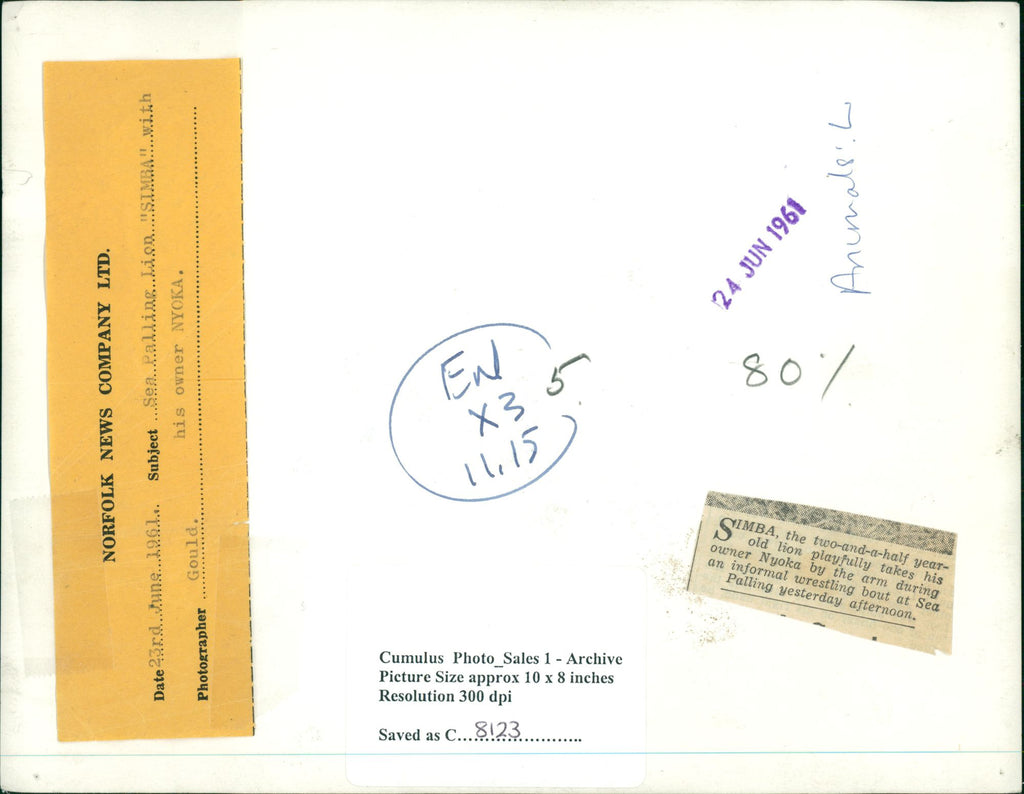 NORFOLK NEWS COMPANY LTD.
Date 23rd June 1961. Subject Sea Palling Lion "SIMBA" with
his owner NYOKA.
Photographer Gould.
24 JUN 1961
Animals: L
EN 5
X3
11.15
80%
SIMBA, the two-and-a-half year-
old lion playfully takes his
owner Nyoka by the arm during
an informal wrestling bout at Sea
Palling yesterday afternoon.
Cumulus Photo_Sales 1 - Archive
Picture Size approx 10 x 8 inches
Resolution 300 dpi
Saved as C...8123...